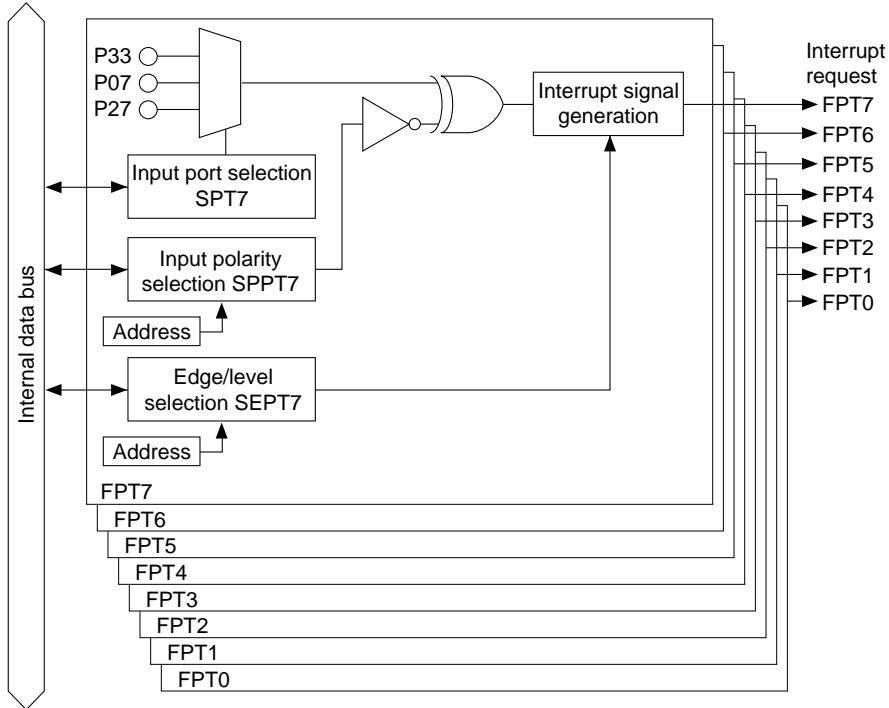 P33
P07
P27
Input port selection
SPT7
Input polarity
selection SPPT7
Address
Edge/level
selection SEPT7
Address
Interrupt signal
generation
Internal data bus
Interrupt
request
FPT7
FPT6
FPT5
FPT4
FPT3
FPT2
FPT1
FPT0
FPT7
FPT6
FPT5
FPT4
FPT3
FPT2
FPT1
FPT0